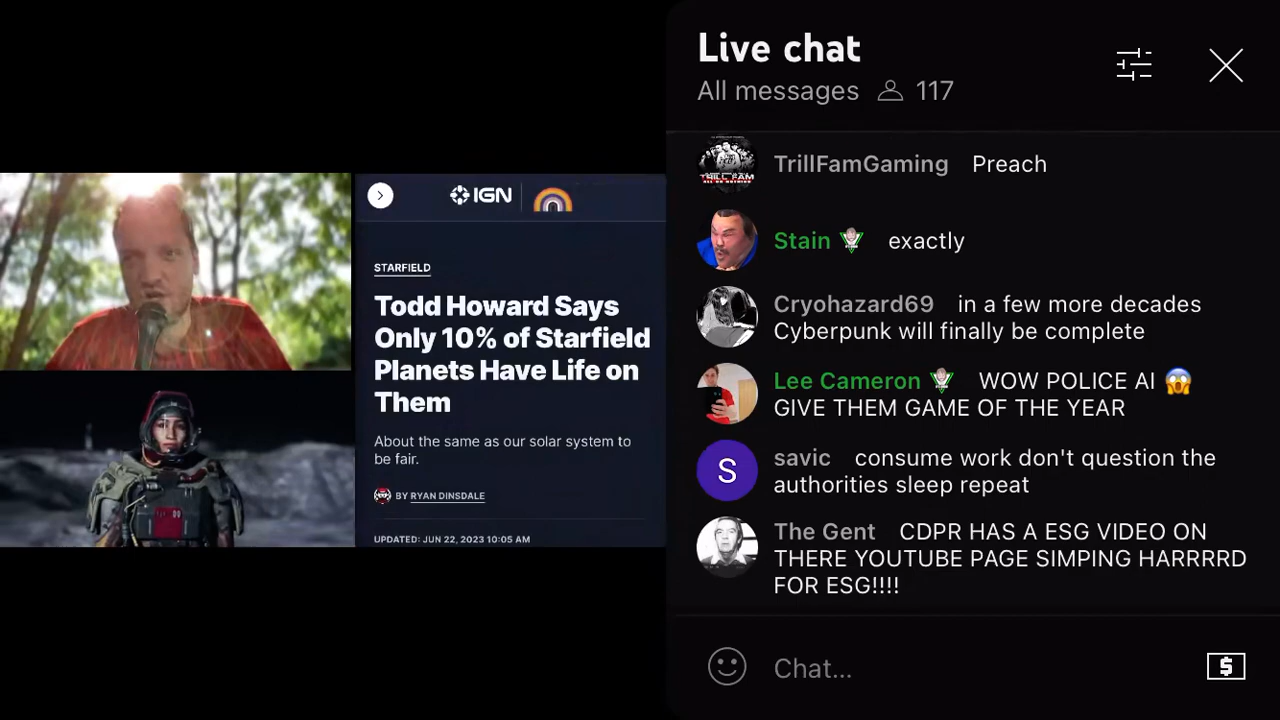 IGN
STARFIELD
Todd Howard Says
Only 10% of Starfield
Planets Have Life on
Them
About the same as our solar system to
be fair.
BY RYAN DINSDALE
UPDATED: JUN 22, 2023 10:05 AM
Live chat
All messages 117
TrillFamGaming Preach
Stain exactly
Cryohazard69 in a few more decades
Cyberpunk will finally be complete
Lee Cameron WOW POLICE AI 😱
GIVE THEM GAME OF THE YEAR
S
savic consume work don't question the
authorities sleep repeat
The Gent CDPR HAS A ESG VIDEO ON
THERE YOUTUBE PAGE SIMPING HARRRRD
FOR ESG!!!!
Chat...
$